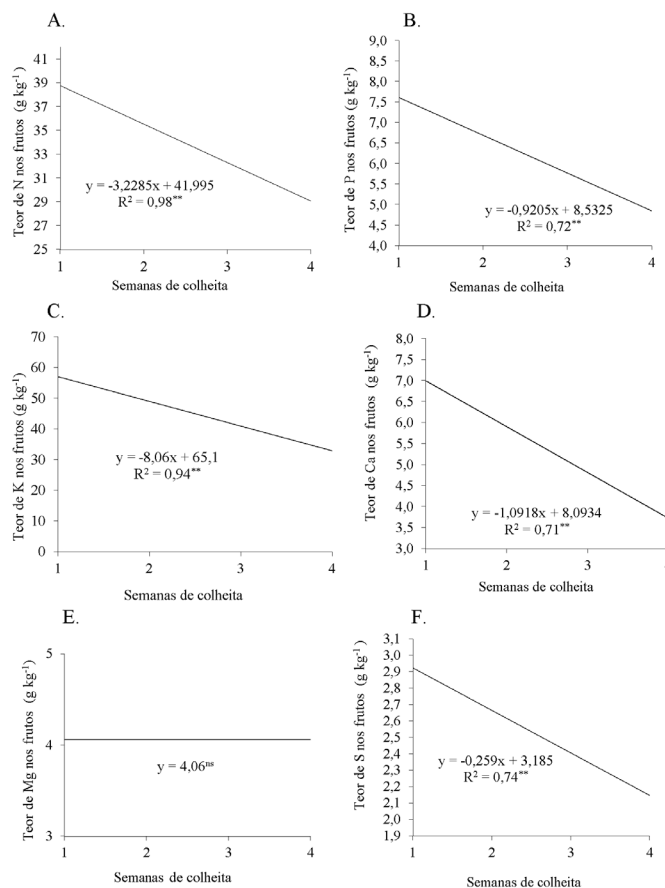 A.
Teor de N nos frutos (g kg⁻¹)
41
39
37
35
33
31
29
27
25
y = -3,2285x + 41,995
R² = 0,98**
1 2 3 4
Semanas de colheita
B.
Teor de P nos frutos (g kg⁻¹)
9,0
8,5
8,0
7,5
7,0
6,5
6,0
5,5
5,0
4,5
4,0
y = -0,9205x + 8,5325
R² = 0,72**
1 2 3 4
Semanas de colheita
C.
Teor de K nos frutos (g kg⁻¹)
70
60
50
40
30
20
10
0
y = -8,06x + 65,1
R² = 0,94**
1 2 3 4
Semanas de colheita
D.
Teor de Ca nos frutos (g kg⁻¹)
8,0
7,5
7,0
6,5
6,0
5,5
5,0
4,5
4,0
3,5
3,0
y = -1,0918x + 8,0934
R² = 0,71**
1 2 3 4
Semanas de colheita
E.
Teor de Mg nos frutos (g kg⁻¹)
5
4
3
y = 4,06ⁿˢ
1 2 3 4
Semanas de colheita
F.
Teor de S nos frutos (g kg⁻¹)
3,1
3,0
2,9
2,8
2,7
2,6
2,5
2,4
2,3
2,2
2,1
2,0
1,9
y = -0,259x + 3,185
R² = 0,74**
1 2 3 4
Semanas de colheita